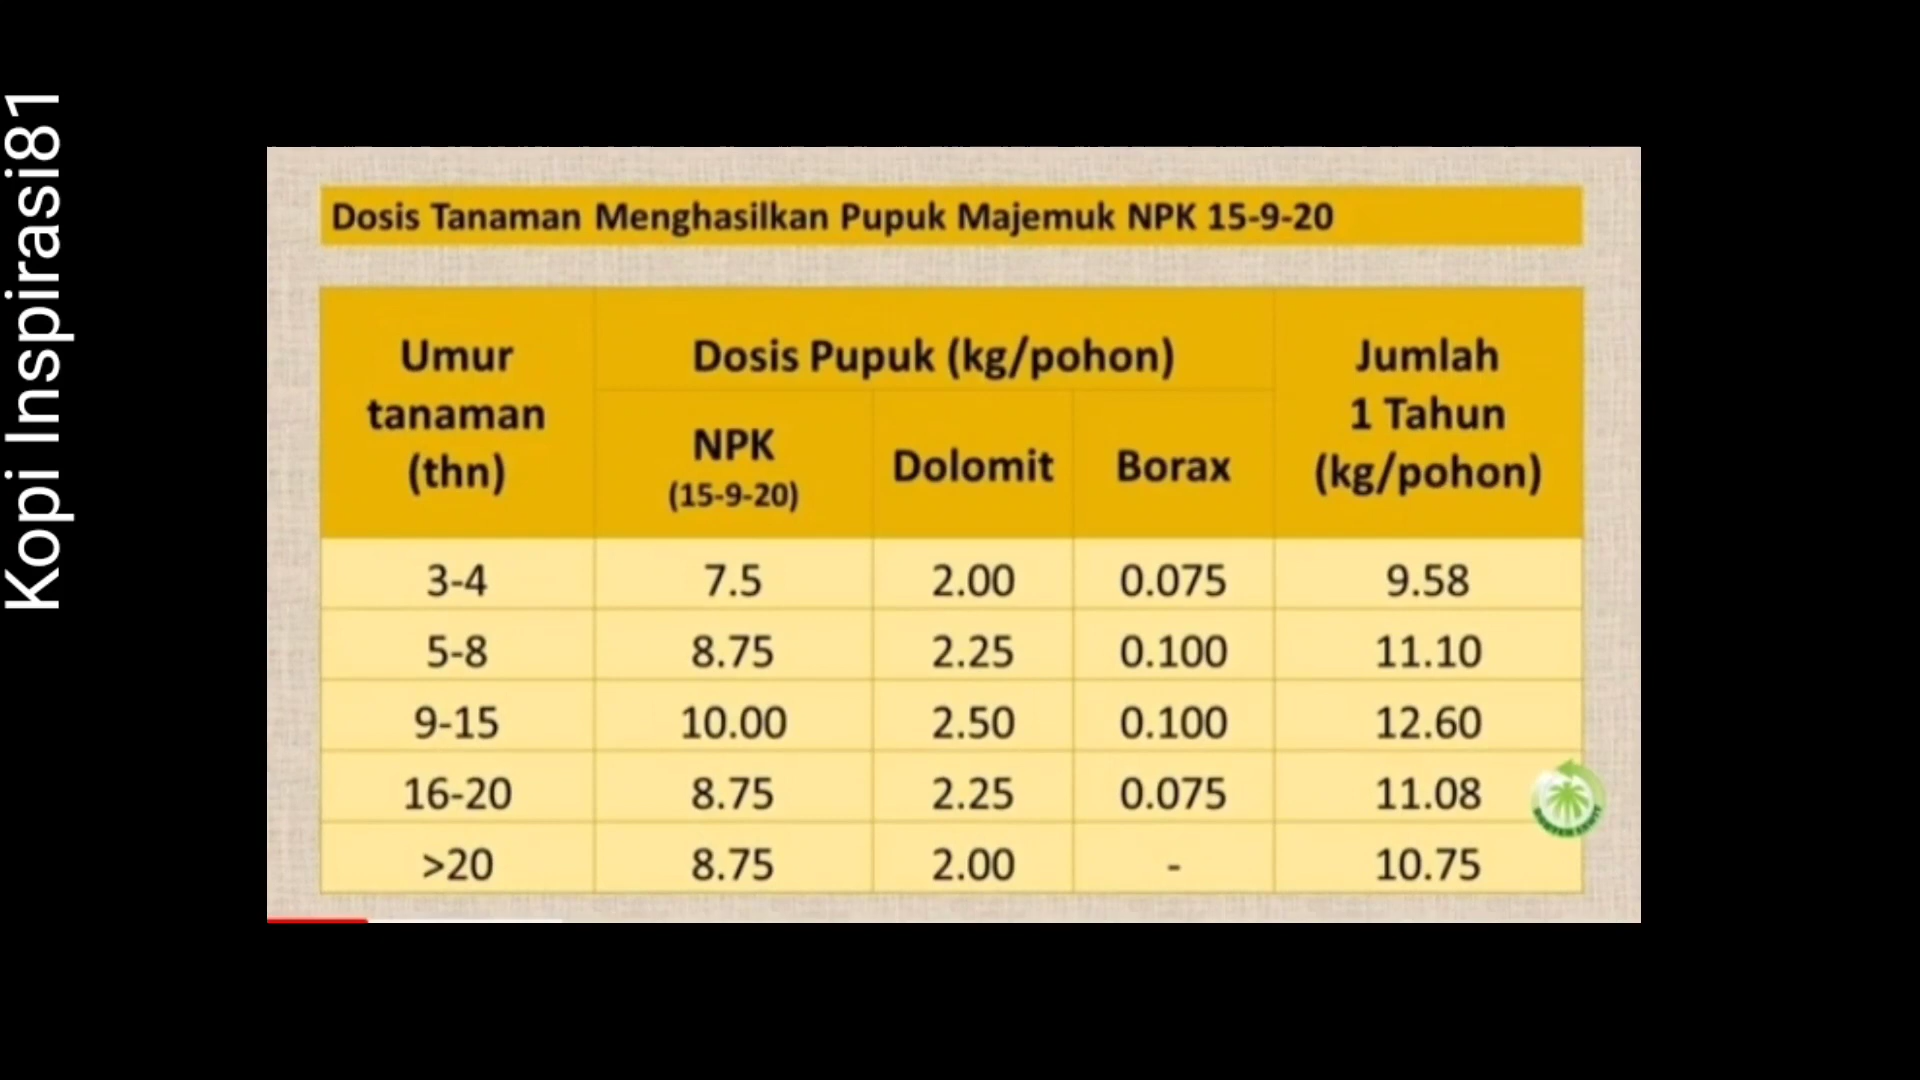 Kopi Inspirasi81
Dosis Tanaman Menghasilkan Pupuk Majemuk NPK 15-9-20
Umur tanaman (thn) Dosis Pupuk (kg/pohon) Jumlah 1 Tahun (kg/pohon)
NPK (15-9-20) Dolomit Borax
3-4 7.5 2.00 0.075 9.58
5-8 8.75 2.25 0.100 11.10
9-15 10.00 2.50 0.100 12.60
16-20 8.75 2.25 0.075 11.08
>20 8.75 2.00 - 10.75